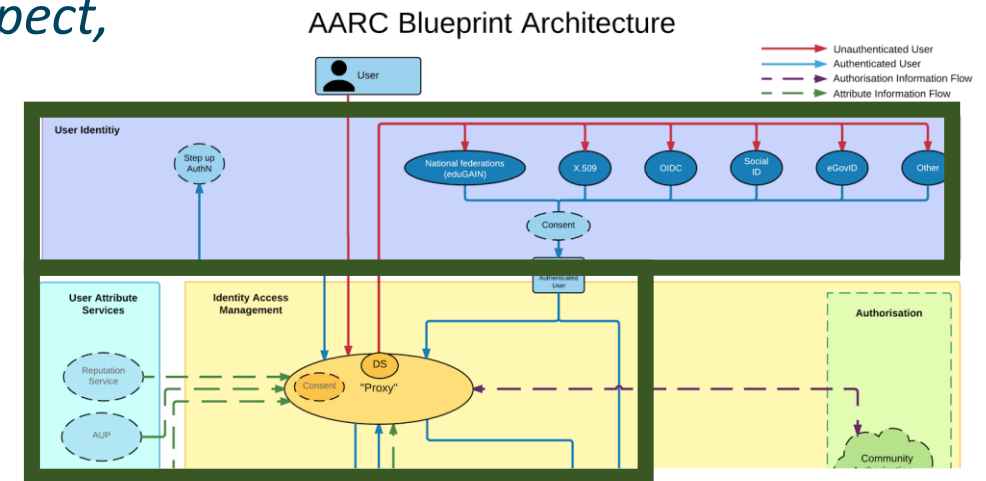 pect,
AARC Blueprint Architecture
User
Unauthenticated User
Authenticated User
Authorisation Information Flow
Attribute Information Flow
User Identitiy
Step up
AuthN
National federations
(eduGAIN)
X.509
OIDC
Social
ID
eGovID
Other
Consent
Authenticated
User
User Attribute
Services
Identity Access
Management
Authorisation
Reputation
Service
DS
Consent
"Proxy"
AUP
Community